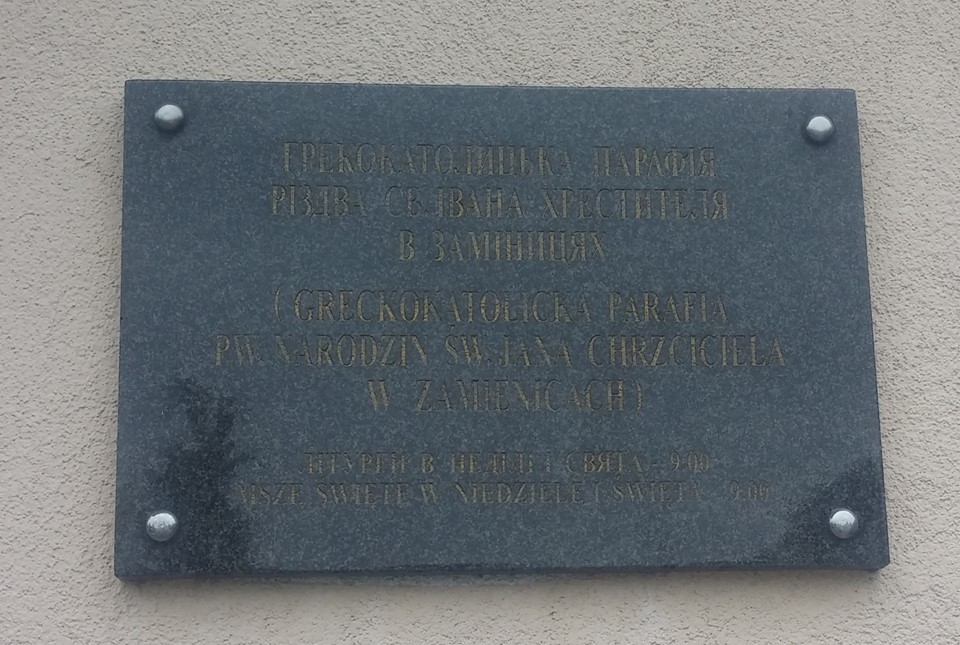 ГРЕКОКАТОЛИЦЬКА ПАРАФІЯ
РІЗДВА СВ. ІВАНА ХРЕСТИТЕЛЯ
В ЗАМІНИЦЯХ
( GRECKOKATOLICKA PARAFIA
PW. NARODZIN ŚW. JANA CHRZCICIELA
W ZAMIENICACH )
ЛІТУРГІЇ В НЕДІЛІ І СВЯТА - 9:00
MSZE ŚWIĘTE W NIEDZIELE I ŚWIĘTA - 9:00